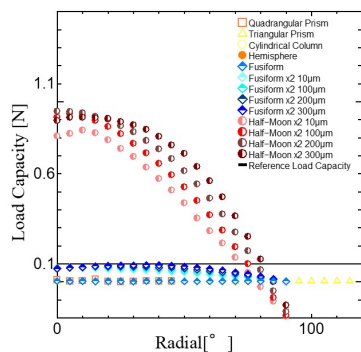 Quadrangular Prism
Triangular Prism
Cylindrical Column
Hemisphere
Fusiform
Fusiform x2 10μm
Fusiform x2 100μm
Fusiform x2 200μm
Fusiform x2 300μm
Half-Moon x2 10μm
Half-Moon x2 100μm
Half-Moon x2 200μm
Half-Moon x2 300μm
Reference Load Capacity
Load Capacity [N]
1.1
0.6
0.1
0
50
100
Radial[°]